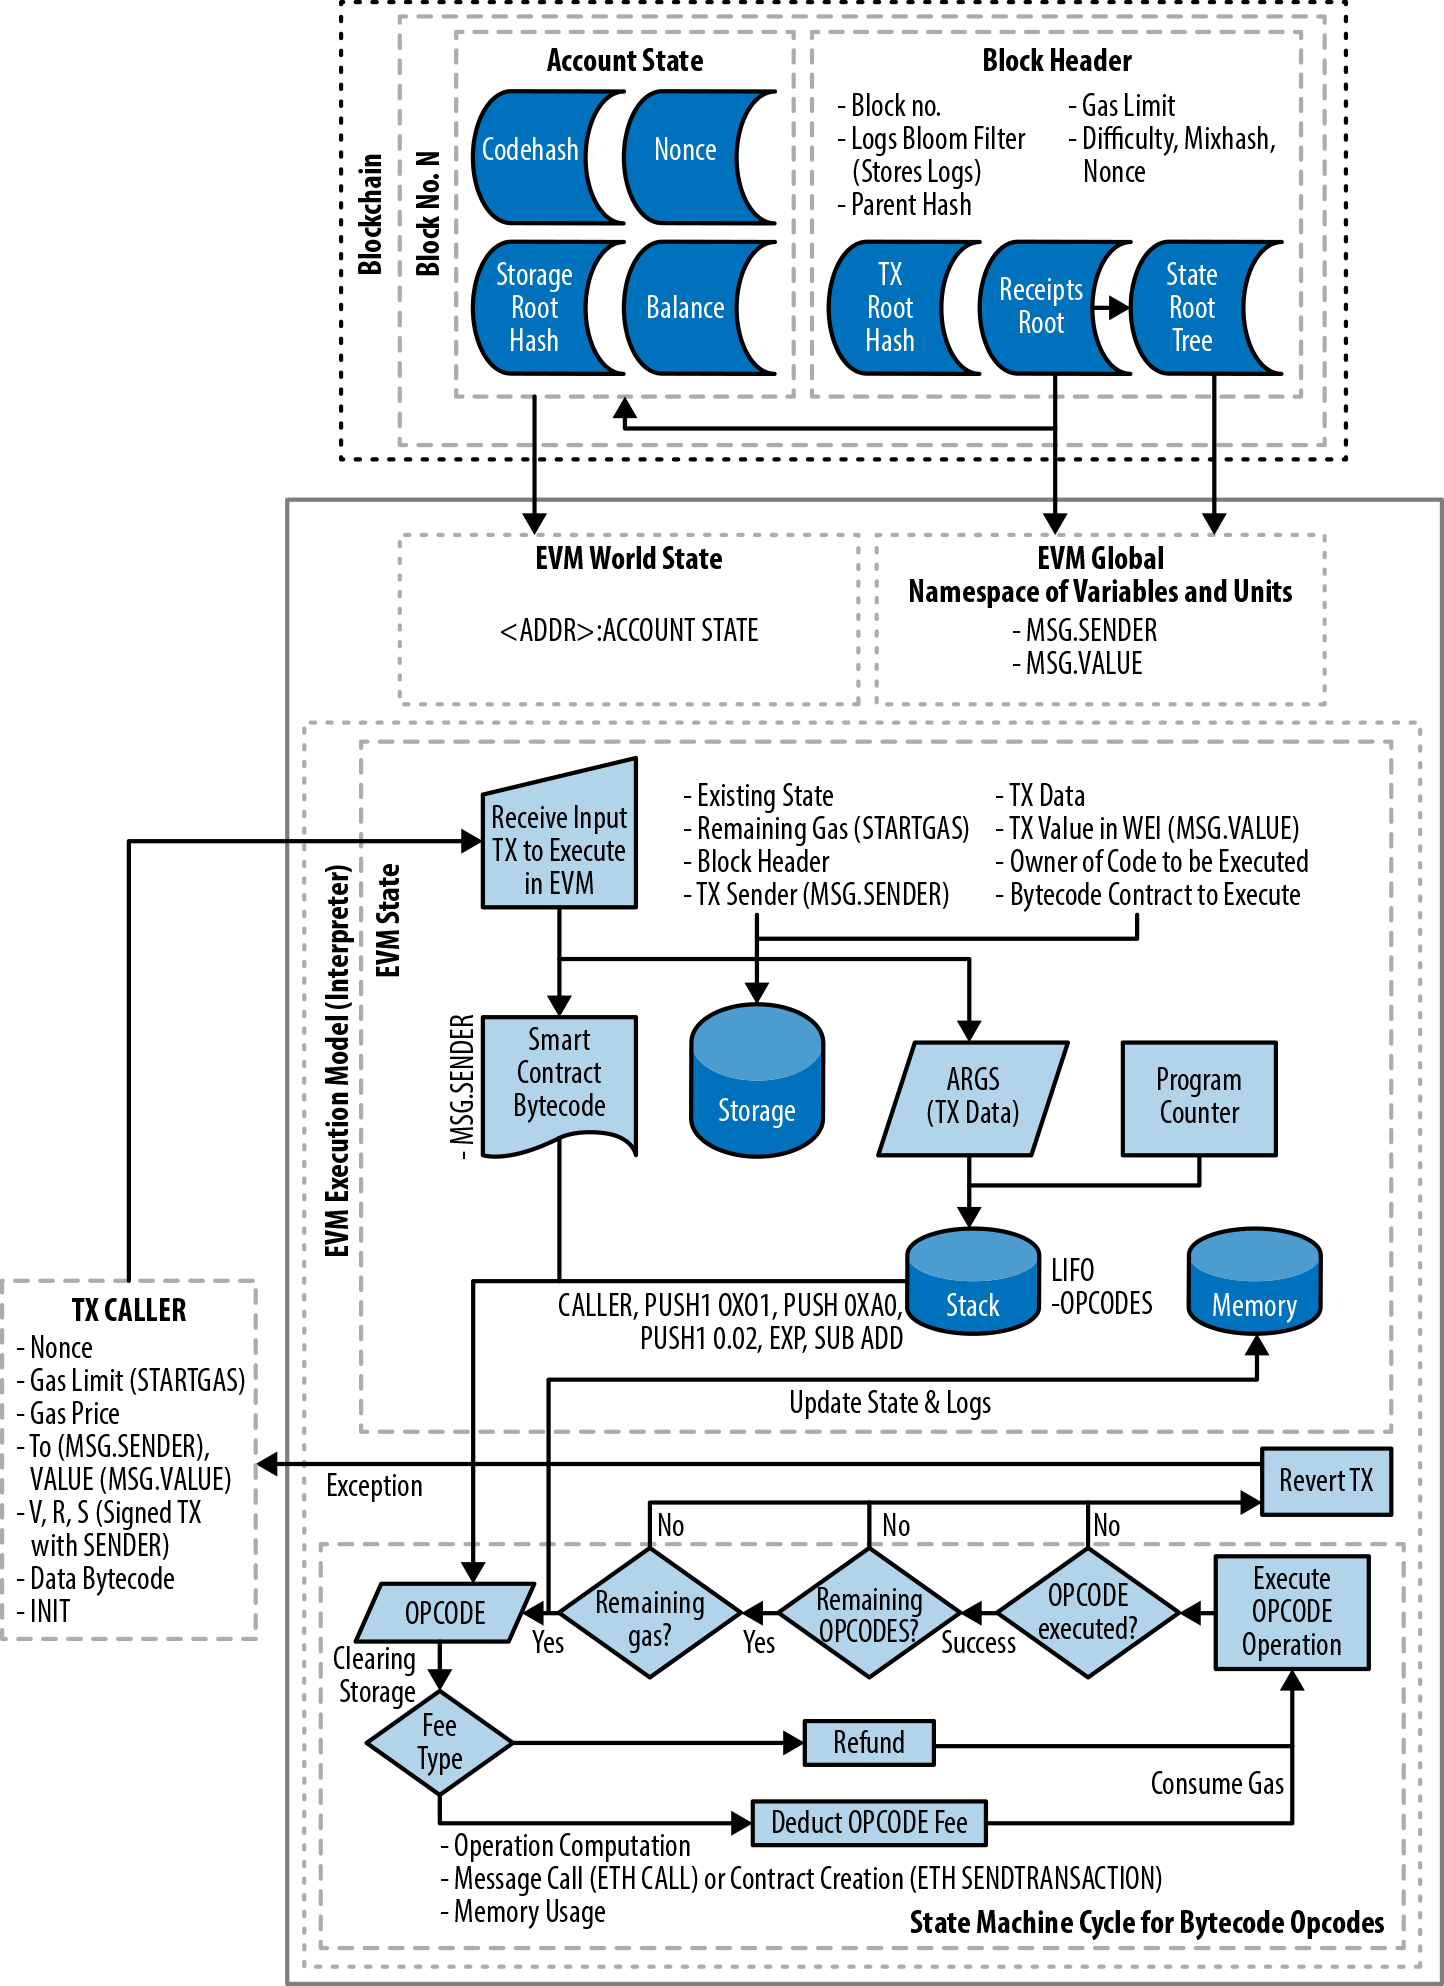 Blockchain
Block No. N
Account State
Codehash
Nonce
Storage
Root
Hash
Balance
Block Header
- Block no.
- Logs Bloom Filter
(Stores Logs)
- Parent Hash
- Gas Limit
- Difficulty, Mixhash,
Nonce
TX
Root
Hash
Receipts
Root
State
Root
Tree
EVM World State
<ADDR>:ACCOUNT STATE
EVM Global
Namespace of Variables and Units
- MSG.SENDER
- MSG.VALUE
EVM Execution Model (Interpreter)
EVM State
Receive Input
TX to Execute
in EVM
- Existing State
- Remaining Gas (STARTGAS)
- Block Header
- TX Sender (MSG.SENDER)
- TX Data
- TX Value in WEI (MSG.VALUE)
- Owner of Code to be Executed
- Bytecode Contract to Execute
- MSG.SENDER
Smart
Contract
Bytecode
Storage
ARGS
(TX Data)
Program
Counter
Stack
LIFO
-OPCODES
Memory
CALLER, PUSH1 0X01, PUSH 0XA0,
PUSH1 0.02, EXP, SUB ADD
Update State & Logs
TX CALLER
- Nonce
- Gas Limit (STARTGAS)
- Gas Price
- To (MSG.SENDER),
VALUE (MSG.VALUE)
- V, R, S (Signed TX
with SENDER)
- Data Bytecode
- INIT
Exception
Revert TX
No
No
No
OPCODE
Yes
Remaining
gas?
Yes
Remaining
OPCODES?
Success
OPCODE
executed?
Execute
OPCODE
Operation
Clearing
Storage
Fee
Type
Refund
Consume Gas
Deduct OPCODE Fee
- Operation Computation
- Message Call (ETH CALL) or Contract Creation (ETH SENDTRANSACTION)
- Memory Usage
State Machine Cycle for Bytecode Opcodes